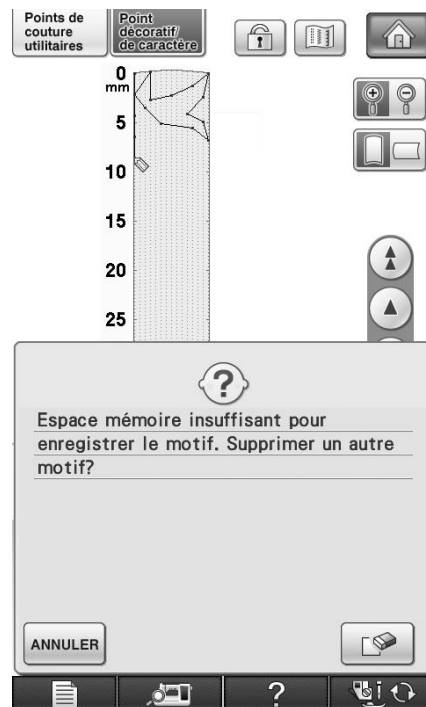 Points de
couture
utilitaires
Point
décoratif/
de caractère
0
mm
5
10
15
20
25
?
Espace mémoire insuffisant pour
enregistrer le motif. Supprimer un autre
motif?
ANNULER
?